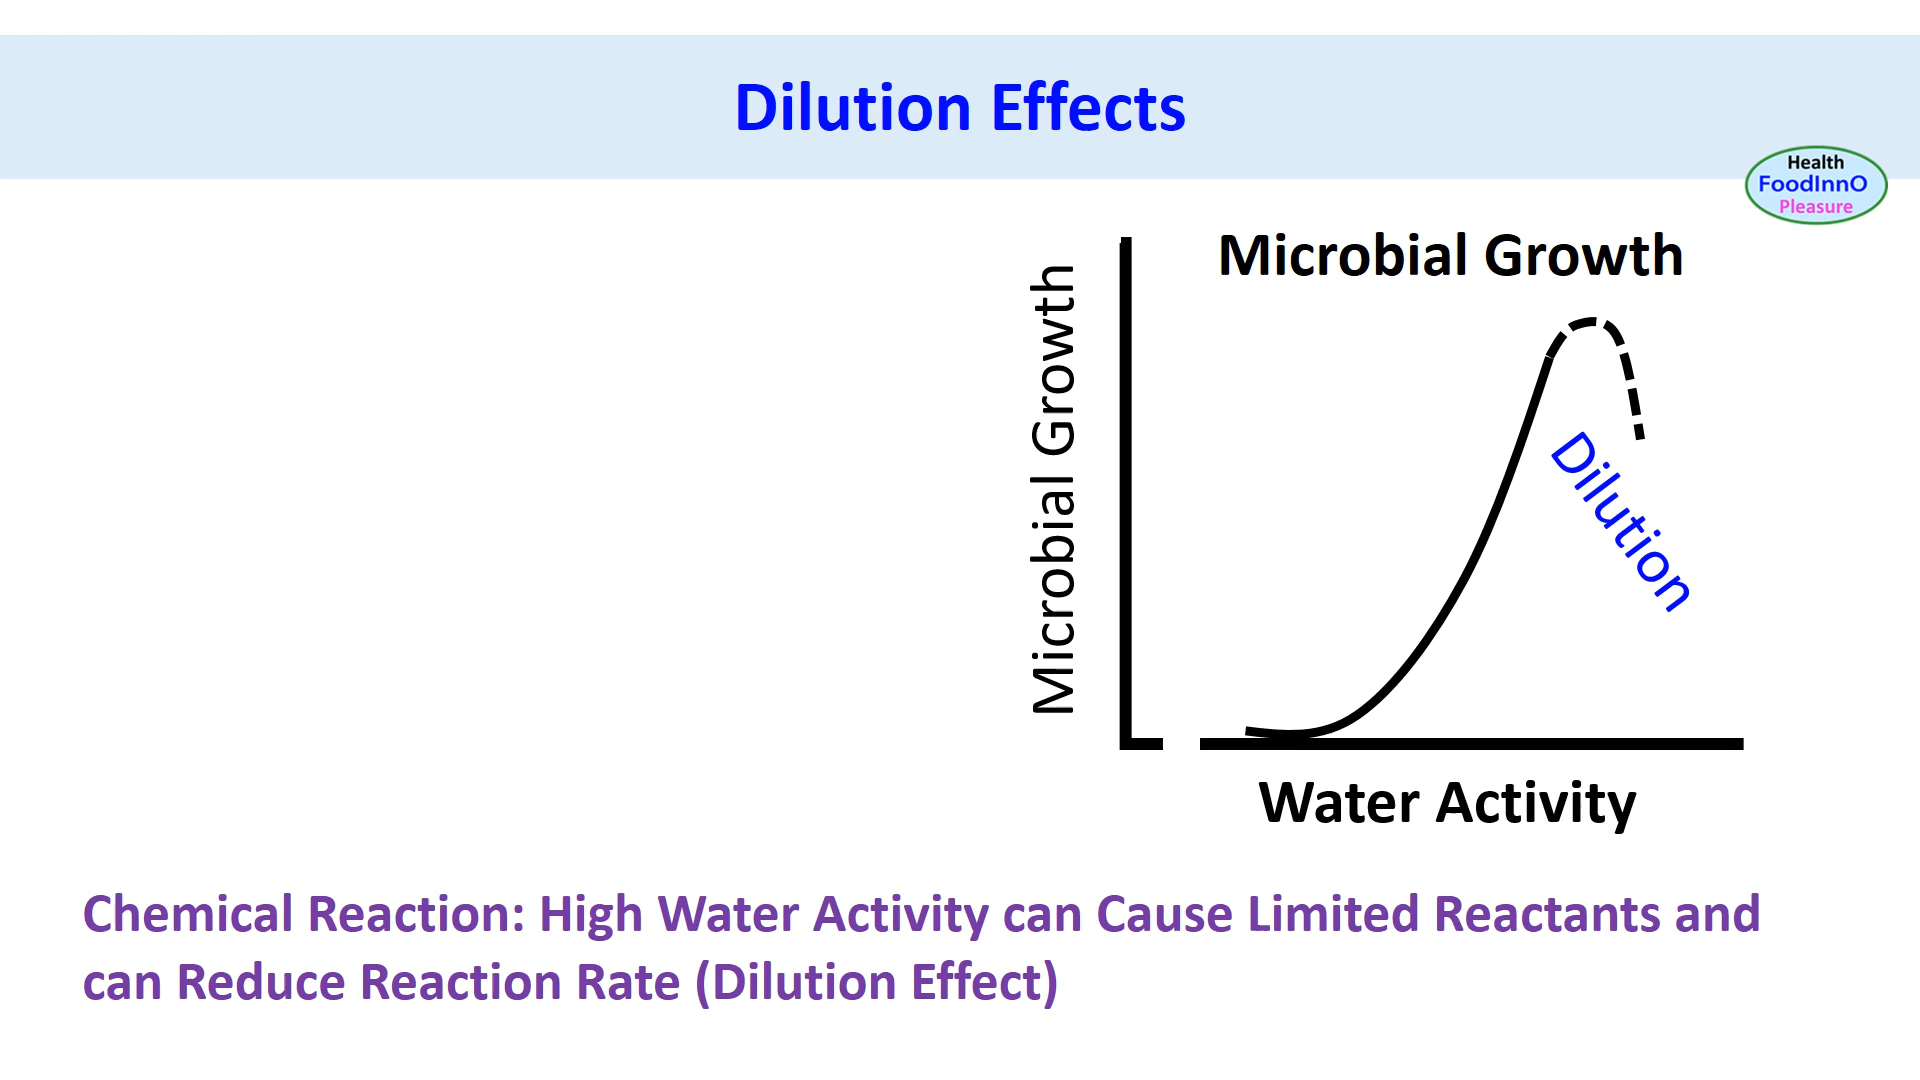 Dilution Effects
Health
FoodInnO
Pleasure
Microbial Growth
Microbial Growth
Dilution
Water Activity
Chemical Reaction: High Water Activity can Cause Limited Reactants and
can Reduce Reaction Rate (Dilution Effect)